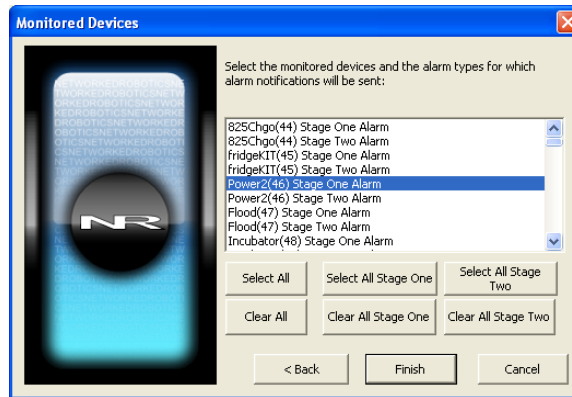 Monitored Devices
Select the monitored devices and the alarm types for which
alarm notifications will be sent:
825Chgo(44) Stage One Alarm
825Chgo(44) Stage Two Alarm
fridgeKIT(45) Stage One Alarm
fridgeKIT(45) Stage Two Alarm
Power2(46) Stage One Alarm
Power2(46) Stage Two Alarm
Flood(47) Stage One Alarm
Flood(47) Stage Two Alarm
Incubator(48) Stage One Alarm
NR
Select All
Select All Stage One
Select All Stage
Two
Clear All
Clear All Stage One
Clear All Stage Two
< Back
Finish
Cancel